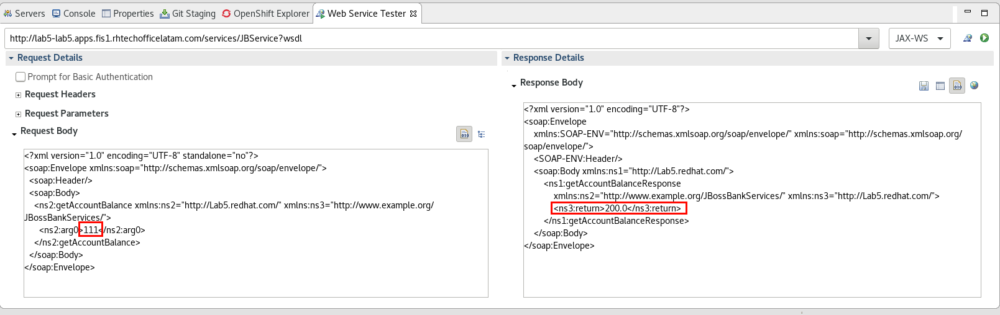 Servers Console Properties Git Staging OpenShift Explorer Web Service Tester
http://lab5-lab5.apps.fis1.rhtechofficelatam.com/services/JBService?wsdl JAX-WS
Request Details
Prompt for Basic Authentication
Request Headers
Request Parameters
Request Body
<?xml version="1.0" encoding="UTF-8" standalone="no"?>
<soap:Envelope xmlns:soap="http://schemas.xmlsoap.org/soap/envelope/">
<soap:Header/>
<soap:Body>
<ns2:getAccountBalance xmlns:ns2="http://Lab5.redhat.com/" xmlns:ns3="http://www.example.org/
JBossBankServices/">
<ns2:arg0>111</ns2:arg0>
</ns2:getAccountBalance>
</soap:Body>
</soap:Envelope>
Response Details
Response Body
<?xml version="1.0" encoding="UTF-8"?>
<soap:Envelope
xmlns:SOAP-ENV="http://schemas.xmlsoap.org/soap/envelope/" xmlns:soap="http://schemas.xmlsoap.org/
soap/envelope/">
<SOAP-ENV:Header/>
<soap:Body xmlns:ns1="http://Lab5.redhat.com/">
<ns1:getAccountBalanceResponse
xmlns:ns2="http://www.example.org/JBossBankServices/" xmlns:ns3="http://Lab5.redhat.com/">
<ns3:return>200.0</ns3:return>
</ns1:getAccountBalanceResponse>
</soap:Body>
</soap:Envelope>